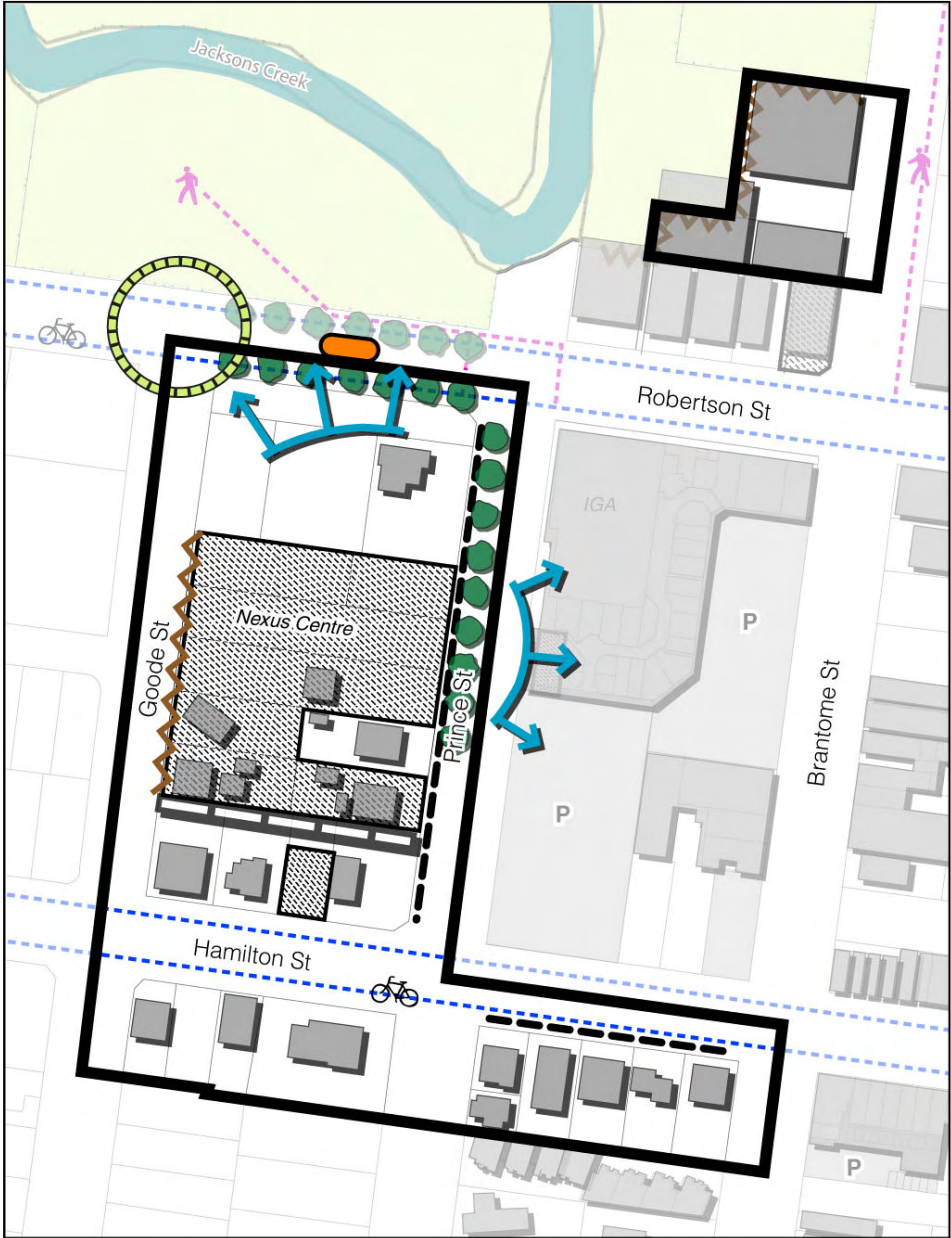 Jacksons Creek
Robertson St
IGA
P
Nexus Centre
Goode St
Prince St
Brantome St
P
Hamilton St
P